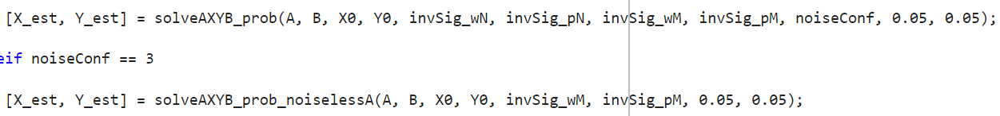 [X_est, Y_est] = solveAXYB_prob(A, B, X0, Y0, invSig_wN, invSig_pN, invSig_wM, invSig_pM, noiseConf, 0.05, 0.05);
eif noiseConf == 3
[X_est, Y_est] = solveAXYB_prob_noiselessA(A, B, X0, Y0, invSig_wM, invSig_pM, 0.05, 0.05);